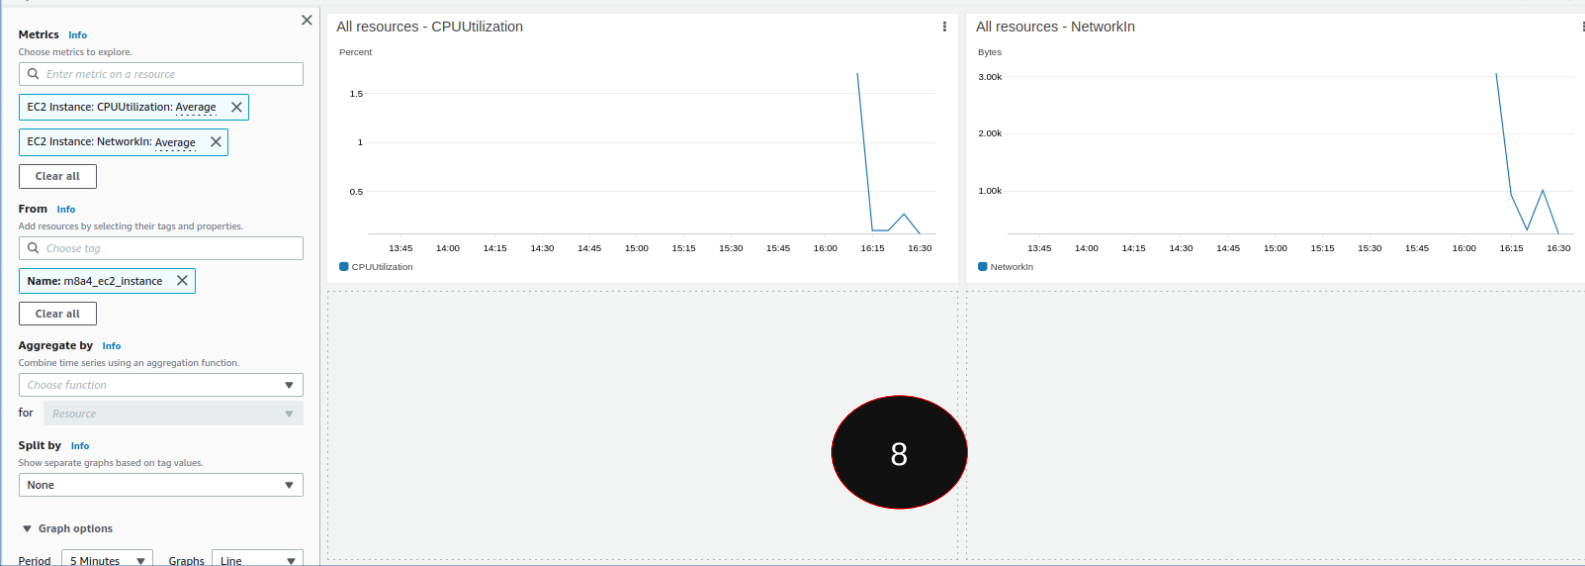 Metrics Info
Choose metrics to explore.
Enter metric on a resource
EC2 Instance: CPUUtilization: Average
EC2 Instance: NetworkIn: Average
Clear all
From Info
Add resources by selecting their tags and properties.
Choose tag
Name: m8a4_ec2_instance
Clear all
Aggregate by Info
Combine time series using an aggregation function.
Choose function
for Resource
Split by Info
Show separate graphs based on tag values.
None
Graph options
Period 5 Minutes Graphs Line
All resources - CPUUtilization
Percent
1.5
1
0.5
13:45 14:00 14:15 14:30 14:45 15:00 15:15 15:30 15:45 16:00 16:15 16:30
CPUUtilization
All resources - NetworkIn
Bytes
3.00k
2.00k
1.00k
13:45 14:00 14:15 14:30 14:45 15:00 15:15 15:30 15:45 16:00 16:15 16:30
NetworkIn
8